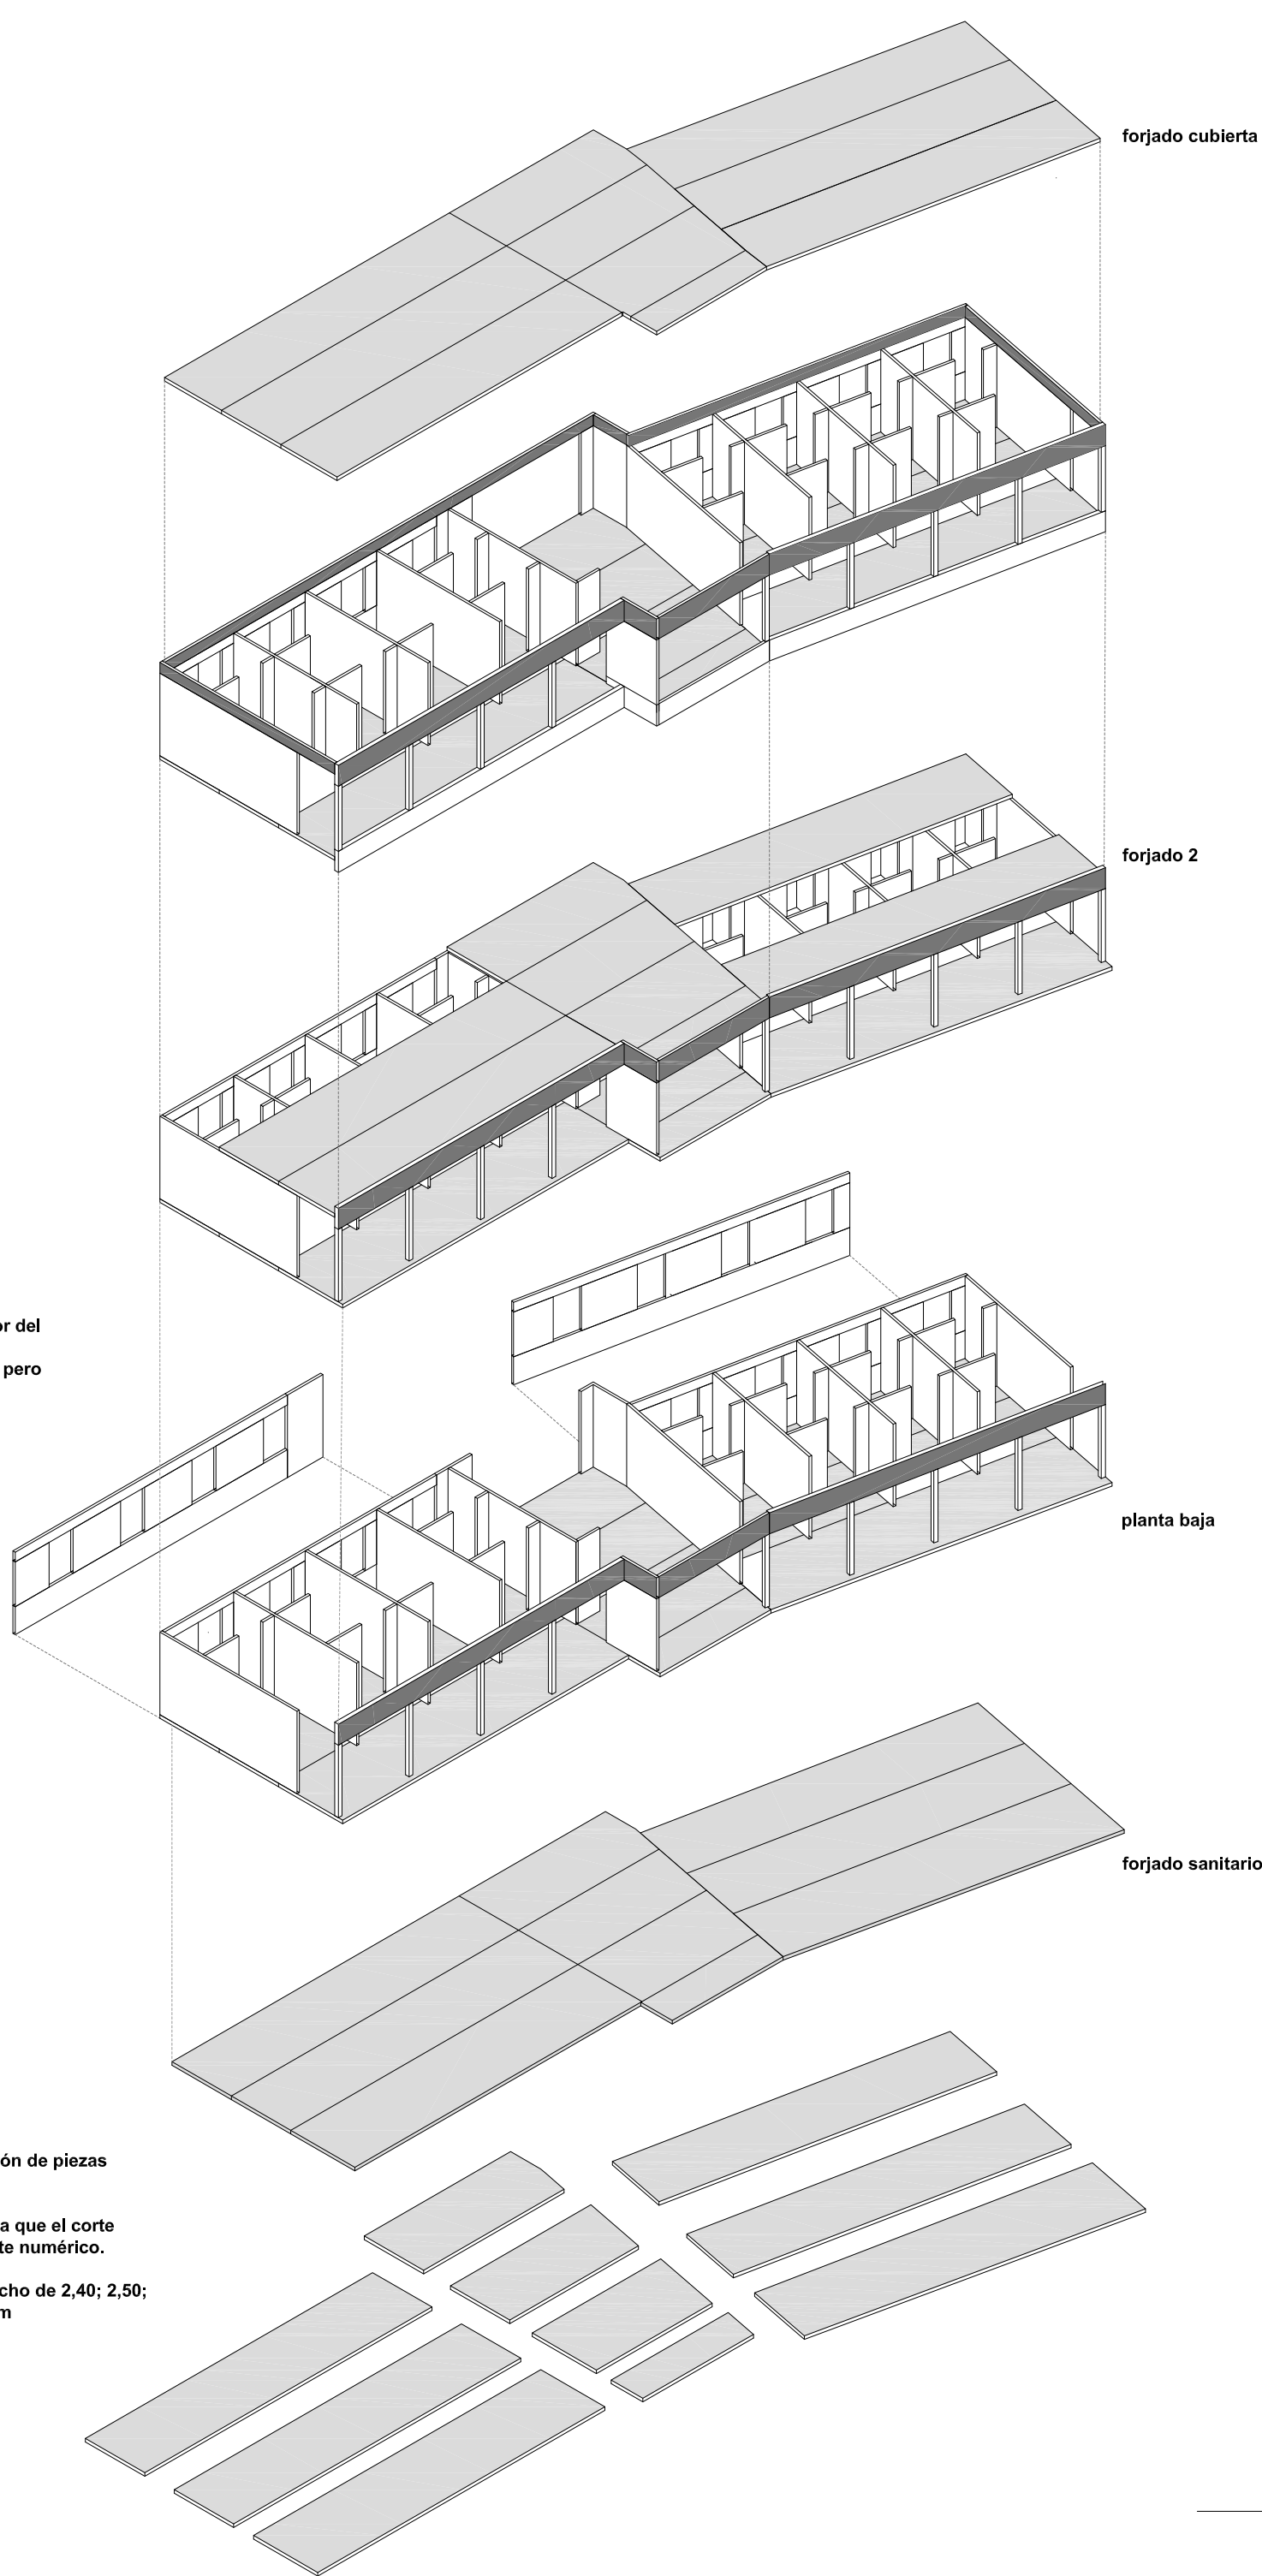 forjado cubierta
forjado 2
or del
pero
planta baja
forjado sanitario
ón de piezas
a que el corte
te numérico.
cho de 2,40; 2,50;
m